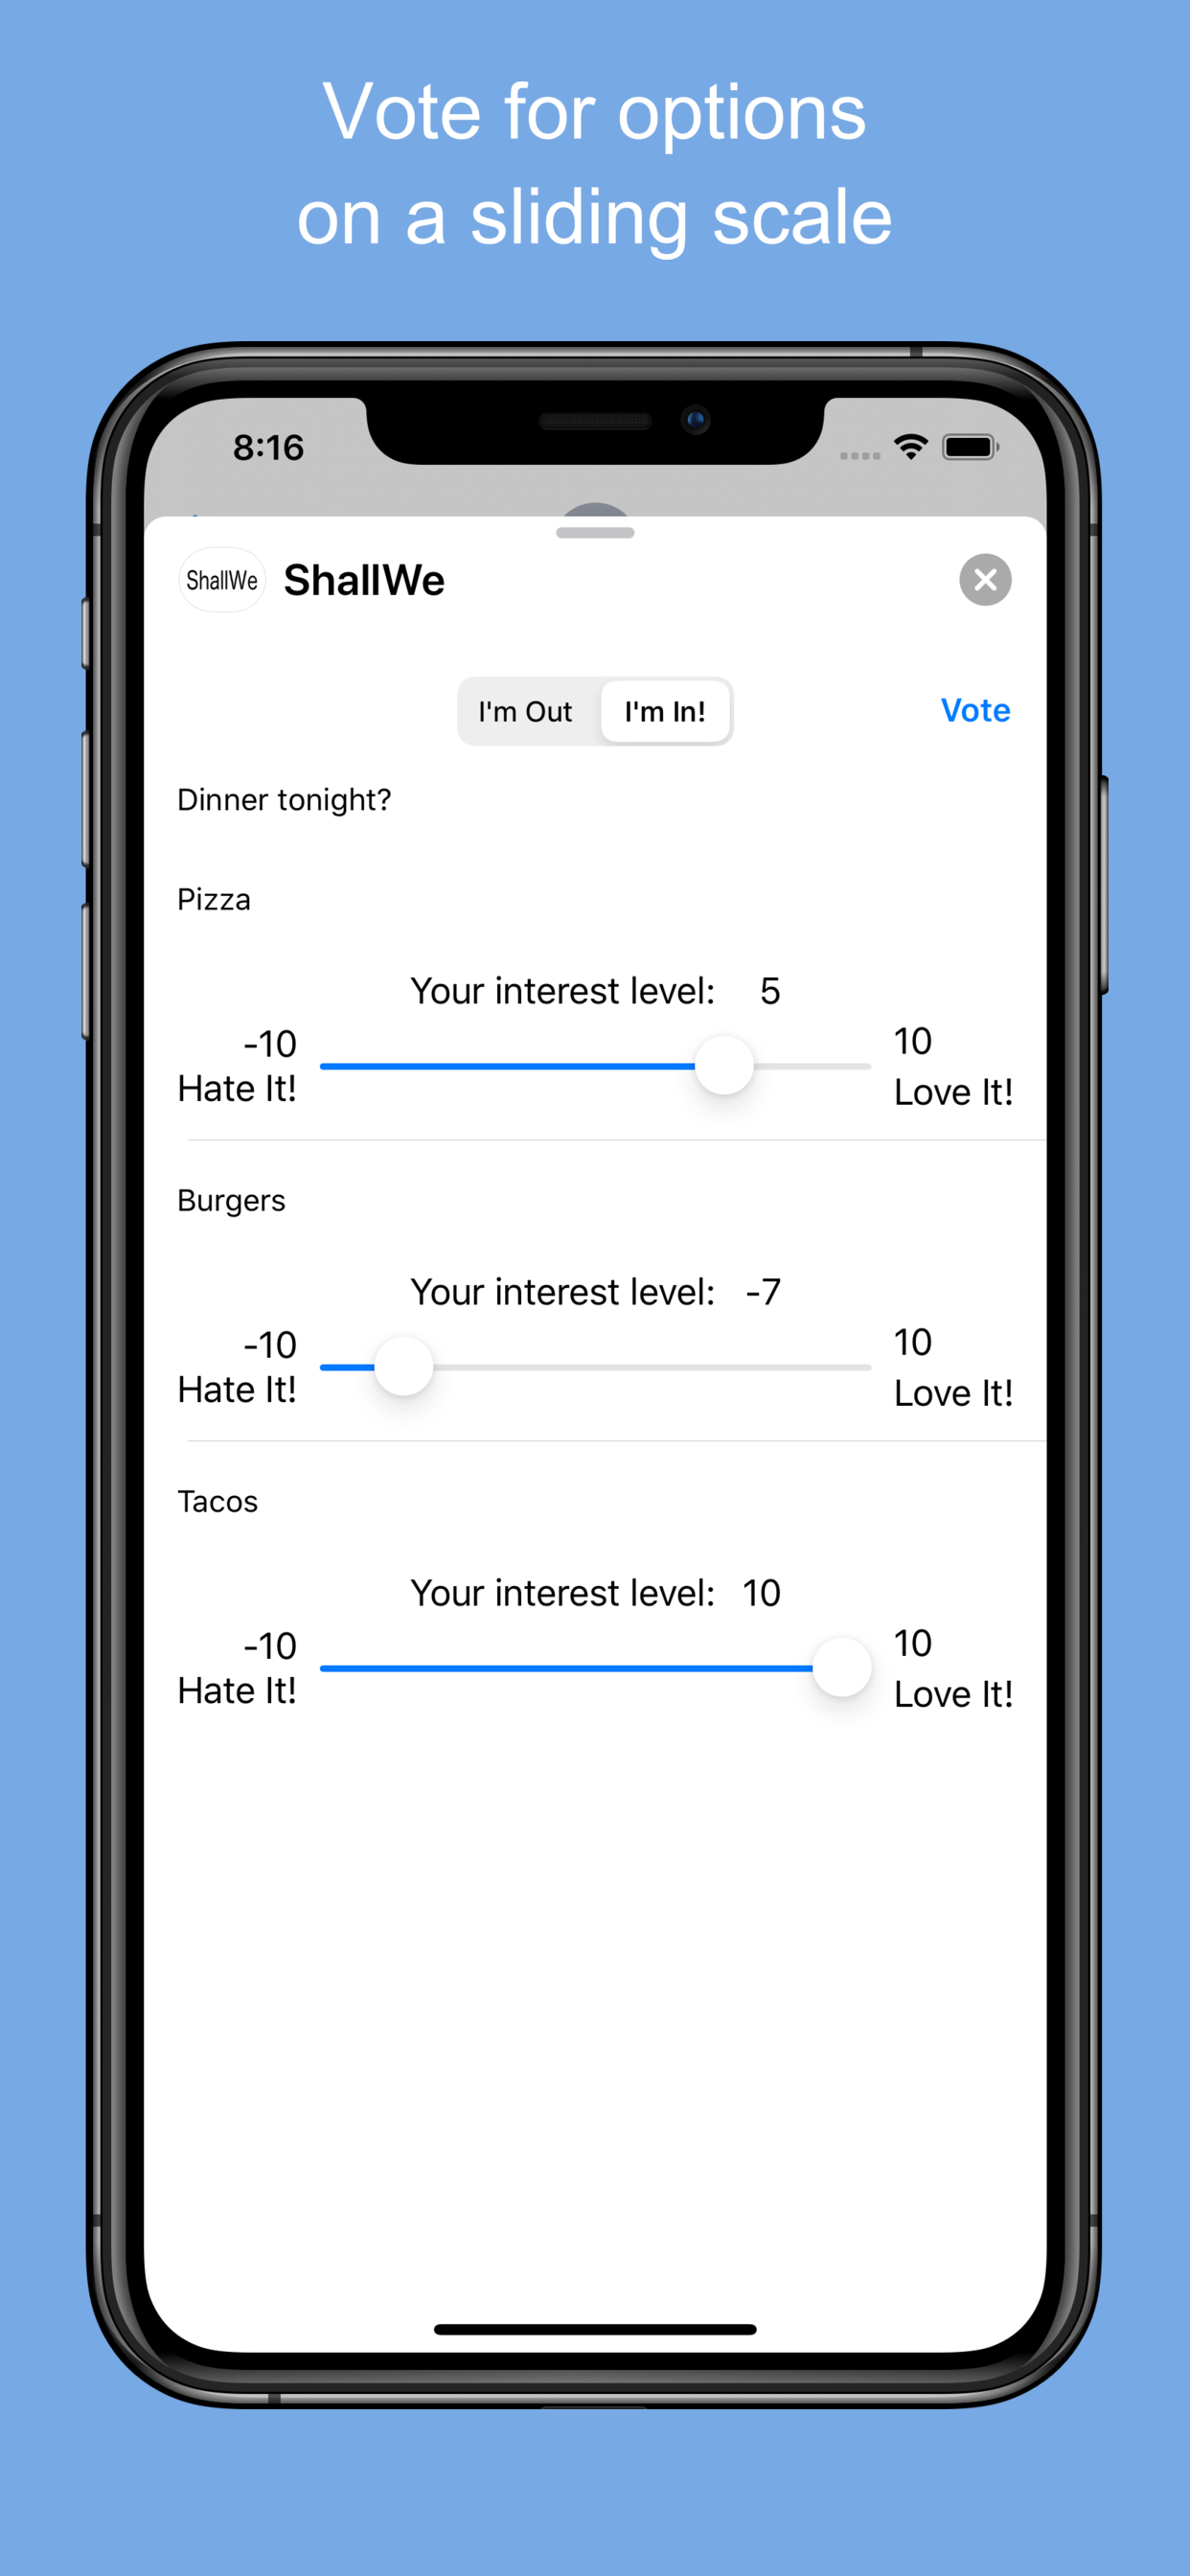 Vote for options
on a sliding scale
8:16
ShallWe ShallWe
I'm Out I'm In! Vote
Dinner tonight?
Pizza
Your interest level: 5
-10 10
Hate It! Love It!
Burgers
Your interest level: -7
-10 10
Hate It! Love It!
Tacos
Your interest level: 10
-10 10
Hate It! Love It!